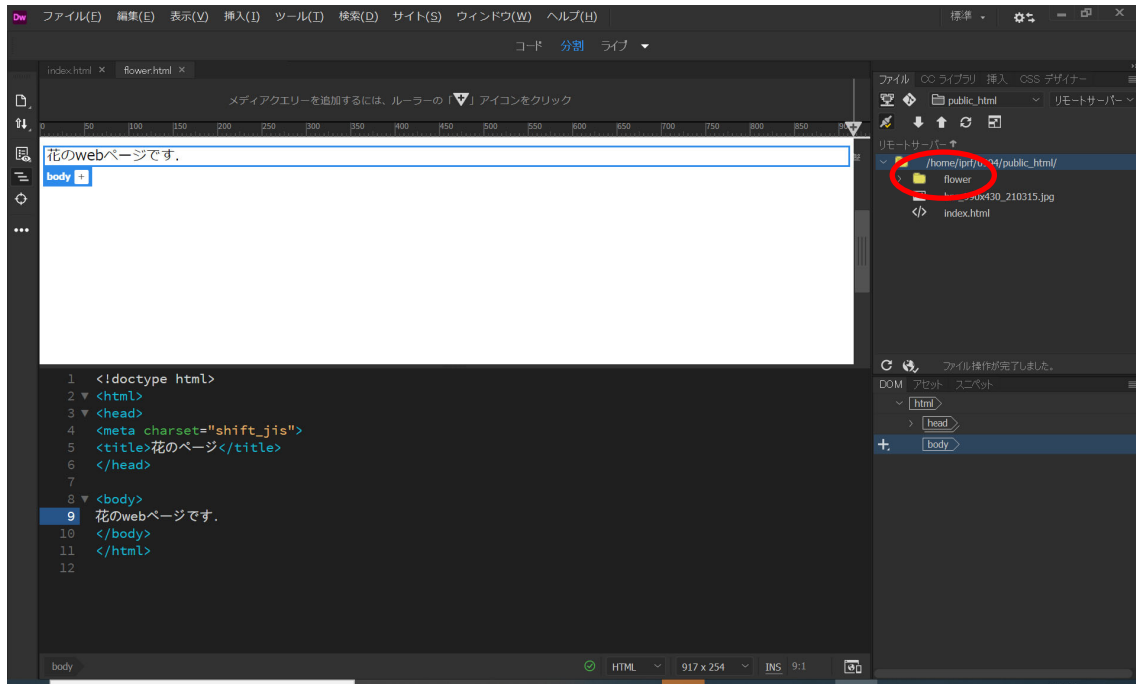 Dw ファイル(F) 編集(E) 表示(V) 挿入(I) ツール(T) 検索(D) サイト(S) ウィンドウ(W) ヘルプ(H) 標準
コード 分割 ライブ
index.html × flower.html ×
ファイル CC ライブラリ 挿入 CSS デザイナー
メディアクエリーを追加するには、ルーラーの「 」アイコンをクリック
public_html リモートサーバー
0 50 100 150 200 250 300 350 400 450 500 550 600 650 700 750 800 850
リモートサーバー
花のwebページです.
body +
/public_html/
flower
index.html
ファイル操作が完了しました。
DOM アセット スニペット
html
head
body
1 <!doctype html>
2 <html>
3 <head>
4 <meta charset="shift_jis">
5 <title>花のページ</title>
6 </head>
7
8 <body>
9 花のwebページです.
10 </body>
11 </html>
12
body HTML 917 x 254 INS 9:1